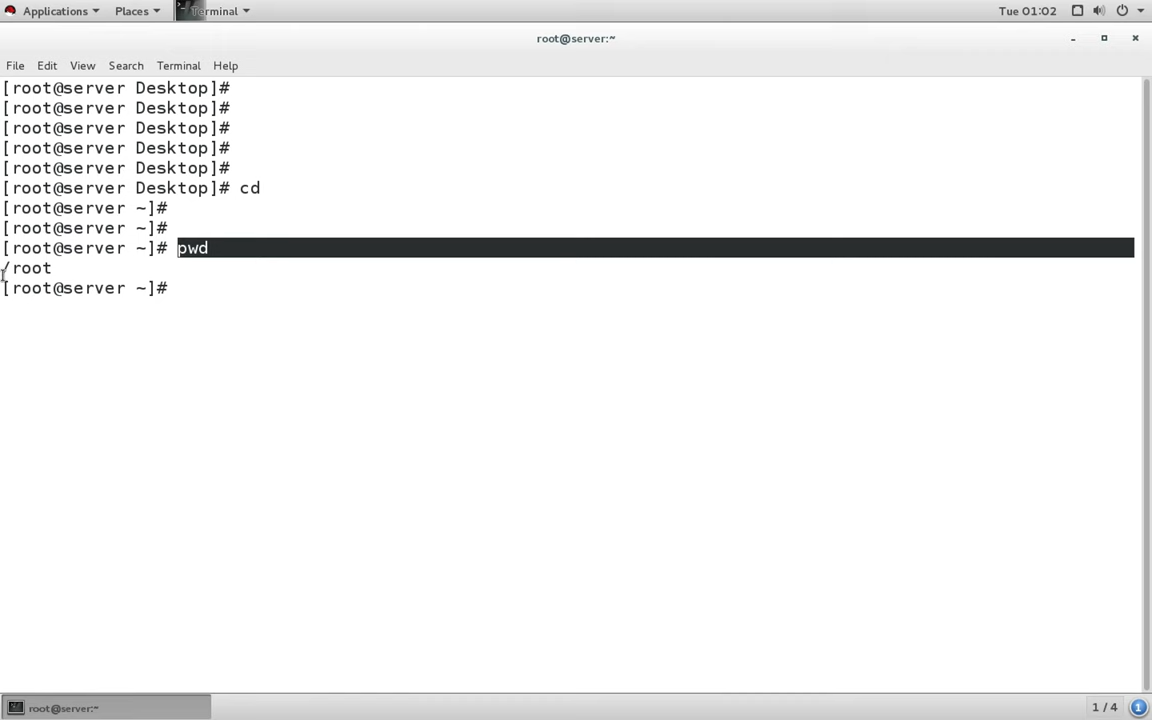 Applications Places Terminal Tue 01:02
root@server:~
File Edit View Search Terminal Help
[root@server Desktop]#
[root@server Desktop]#
[root@server Desktop]#
[root@server Desktop]#
[root@server Desktop]#
[root@server Desktop]# cd
[root@server ~]#
[root@server ~]#
[root@server ~]# pwd
/root
[root@server ~]#
root@server:~ 1 / 4 1